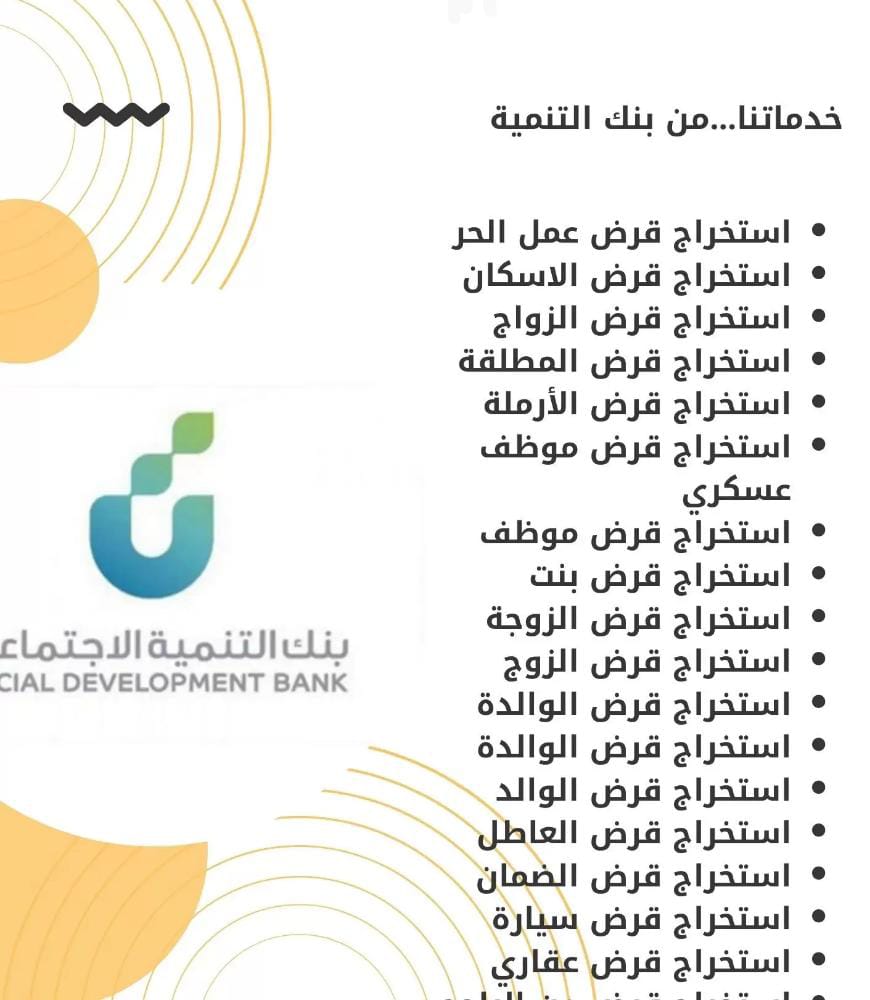 خدماتنا...من بنك التنمية
استخراج قرض عمل الحر
استخراج قرض الاسكان
استخراج قرض الزواج
استخراج قرض المطلقة
استخراج قرض الأرملة
استخراج قرض موظف
عسكري
استخراج قرض موظف
استخراج قرض بنت
استخراج قرض الزوجة
استخراج قرض الزوج
استخراج قرض الوالدة
استخراج قرض الوالدة
استخراج قرض الوالد
استخراج قرض العاطل
استخراج قرض الضمان
استخراج قرض سيارة
استخراج قرض عقاري
بنك التنمية الاجتماع
CIAL DEVELOPMENT BANK